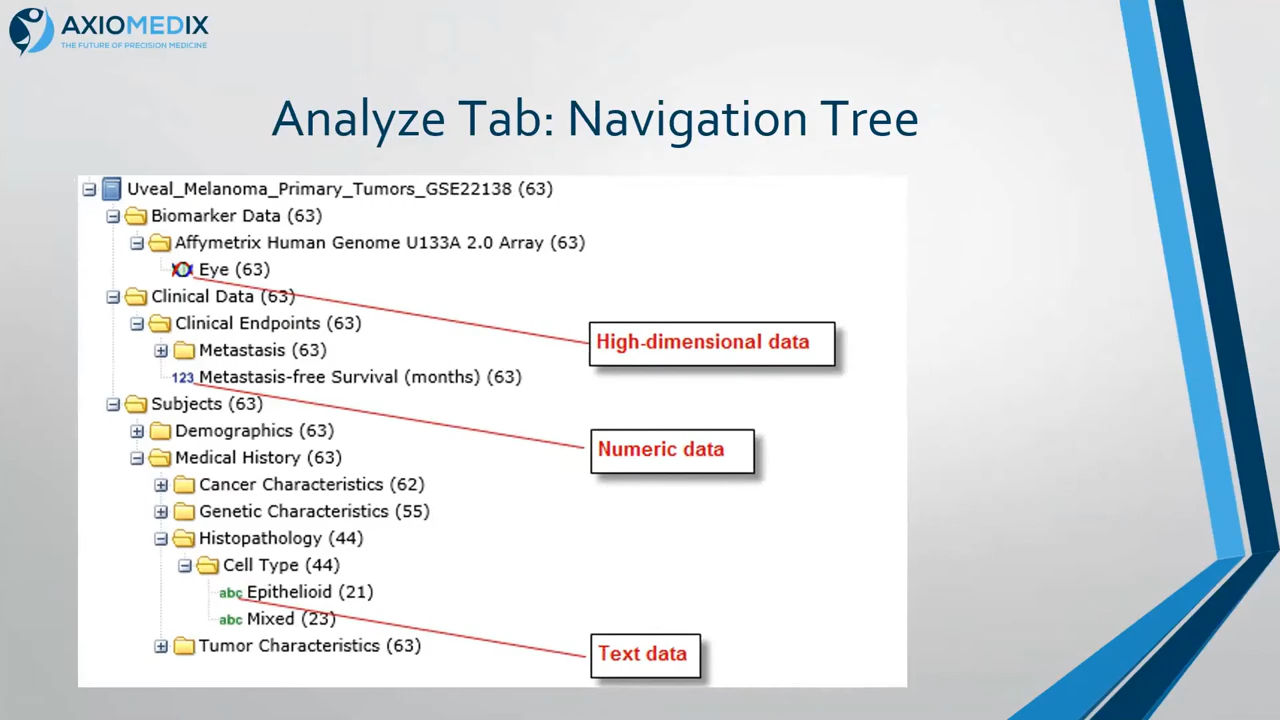 AXIOMEDIX
THE FUTURE OF PRECISION MEDICINE
Analyze Tab: Navigation Tree
Uveal_Melanoma_Primary_Tumors_GSE22138 (63)
Biomarker Data (63)
Affymetrix Human Genome U133A 2.0 Array (63)
Eye (63)
Clinical Data (63)
Clinical Endpoints (63)
High-dimensional data
Metastasis (63)
123 Metastasis-free Survival (months) (63)
Subjects (63)
Demographics (63)
Numeric data
Medical History (63)
Cancer Characteristics (62)
Genetic Characteristics (55)
Histopathology (44)
Cell Type (44)
abc Epithelioid (21)
abc Mixed (23)
Tumor Characteristics (63)
Text data